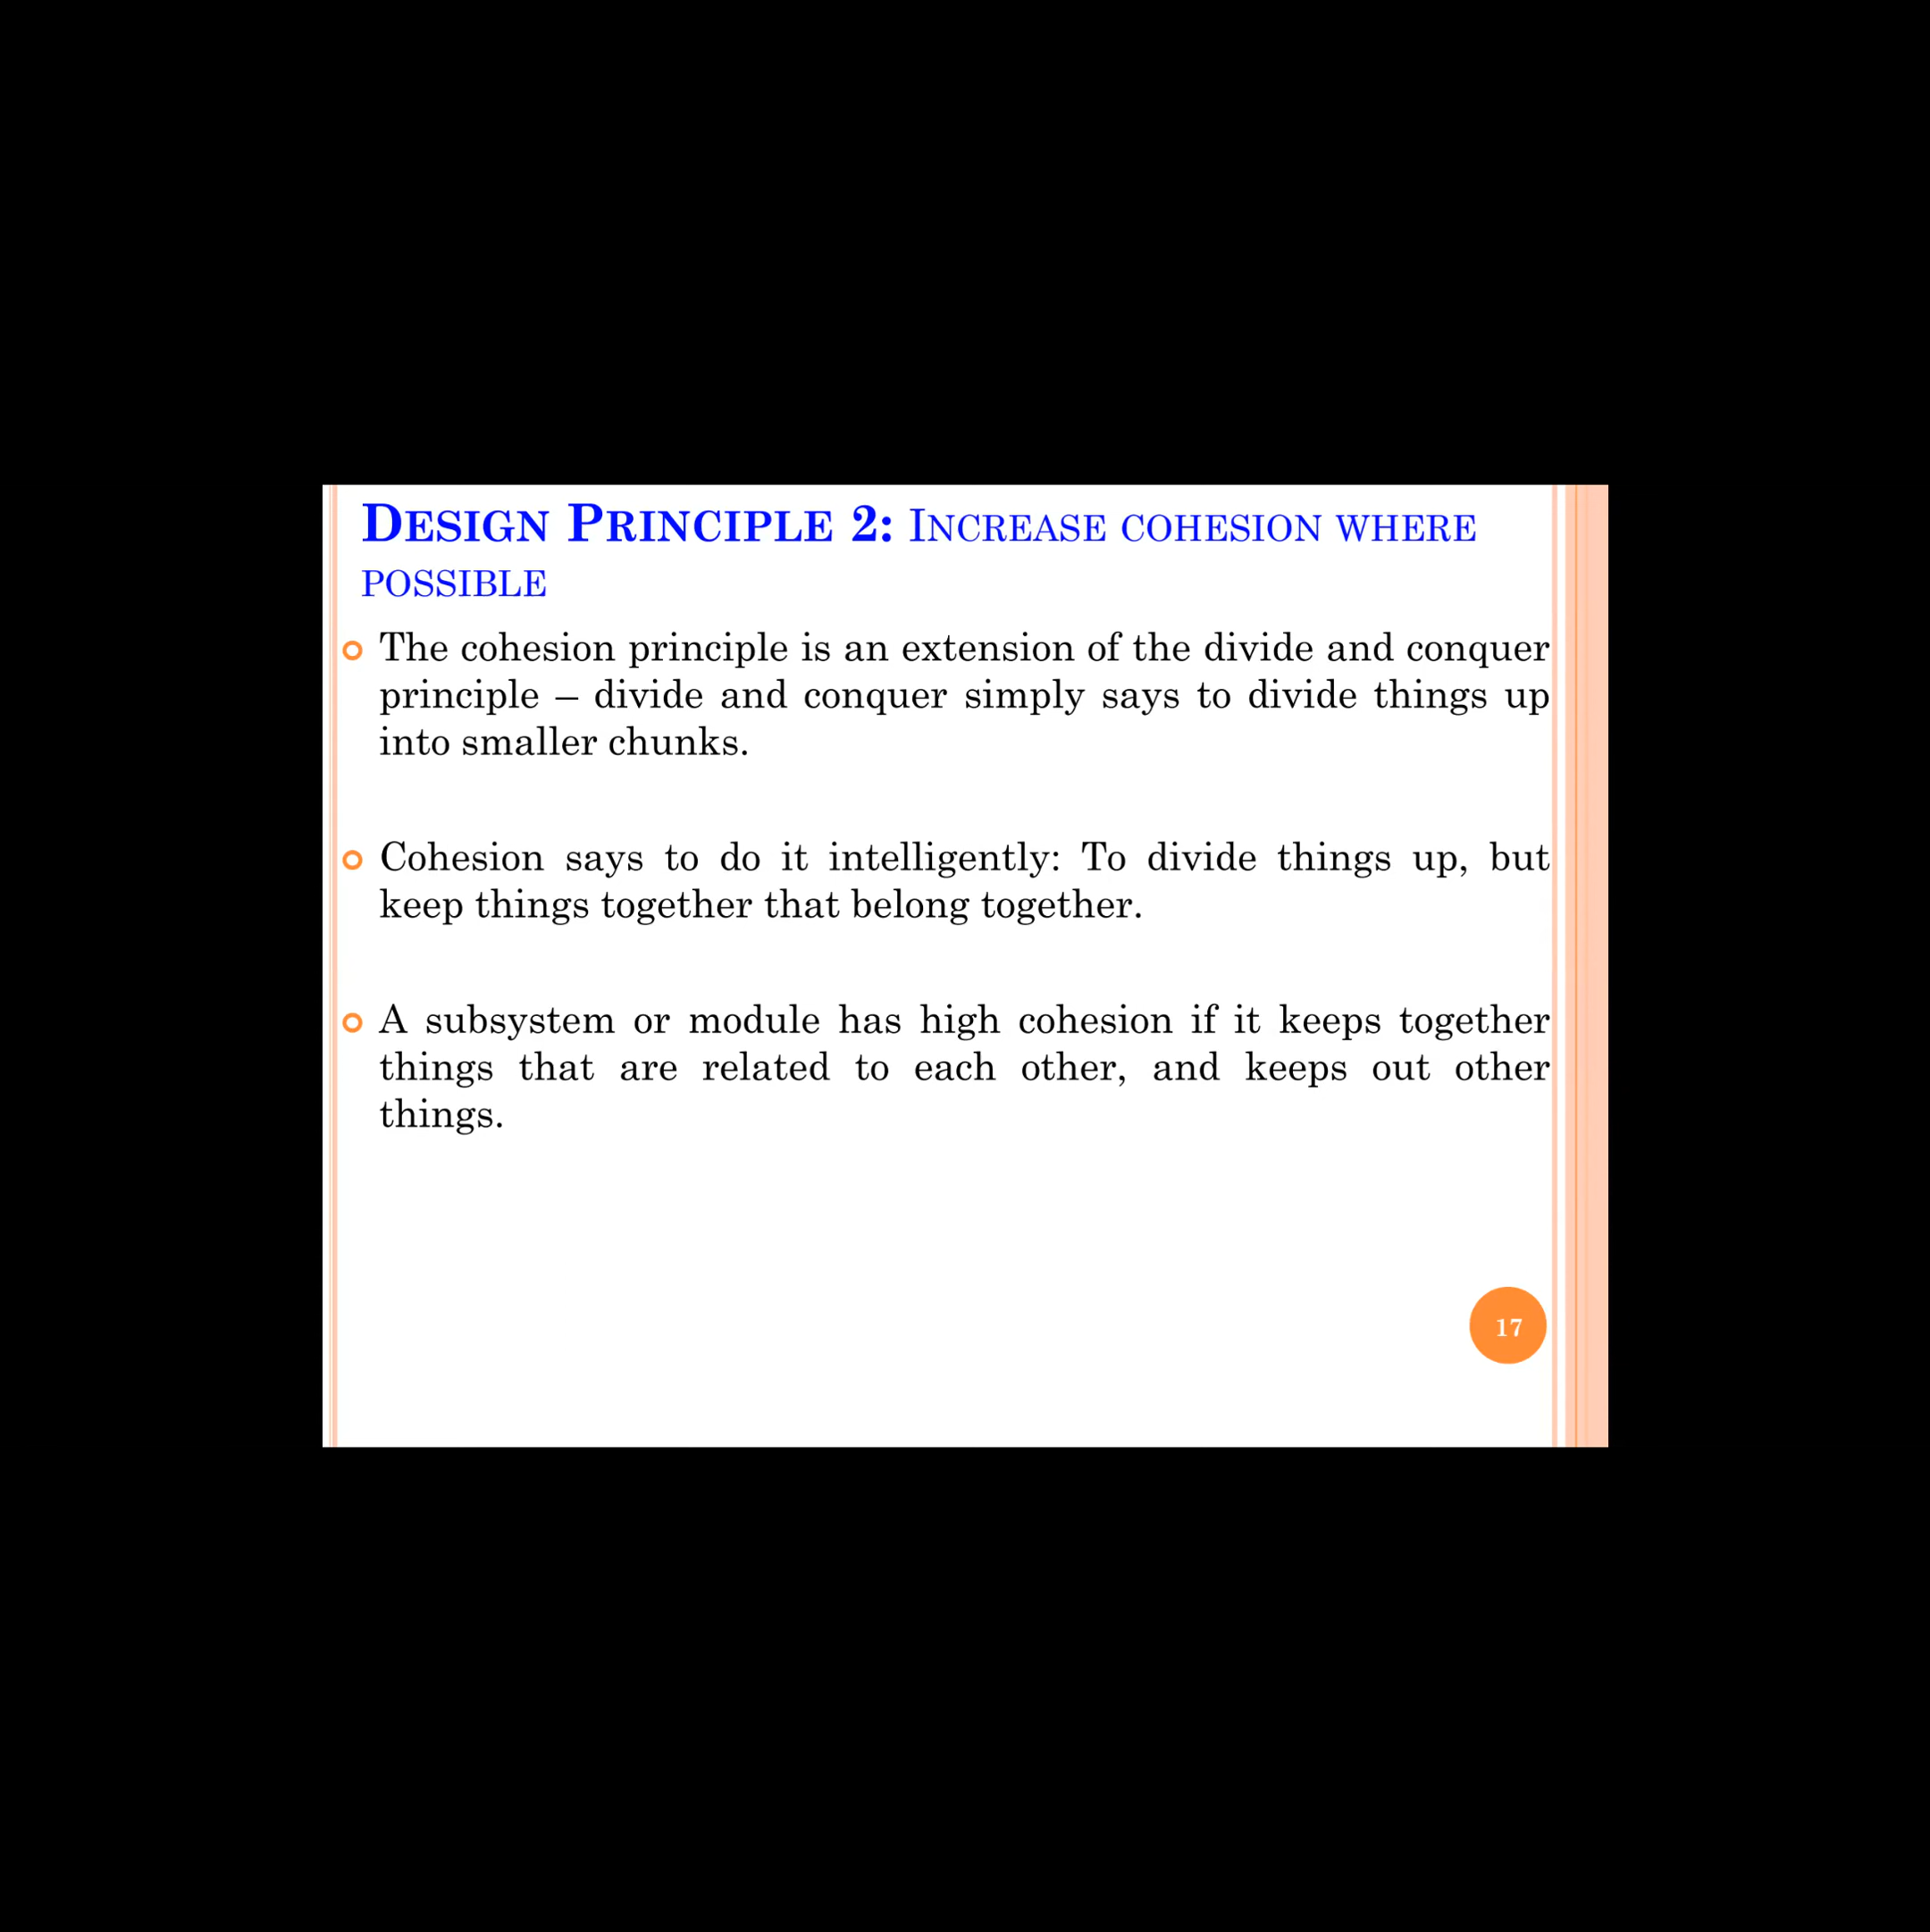 Design Principle 2: Increase cohesion where
possible
The cohesion principle is an extension of the divide and conquer
principle – divide and conquer simply says to divide things up
into smaller chunks.
Cohesion says to do it intelligently: To divide things up, but
keep things together that belong together.
A subsystem or module has high cohesion if it keeps together
things that are related to each other, and keeps out other
things.
17